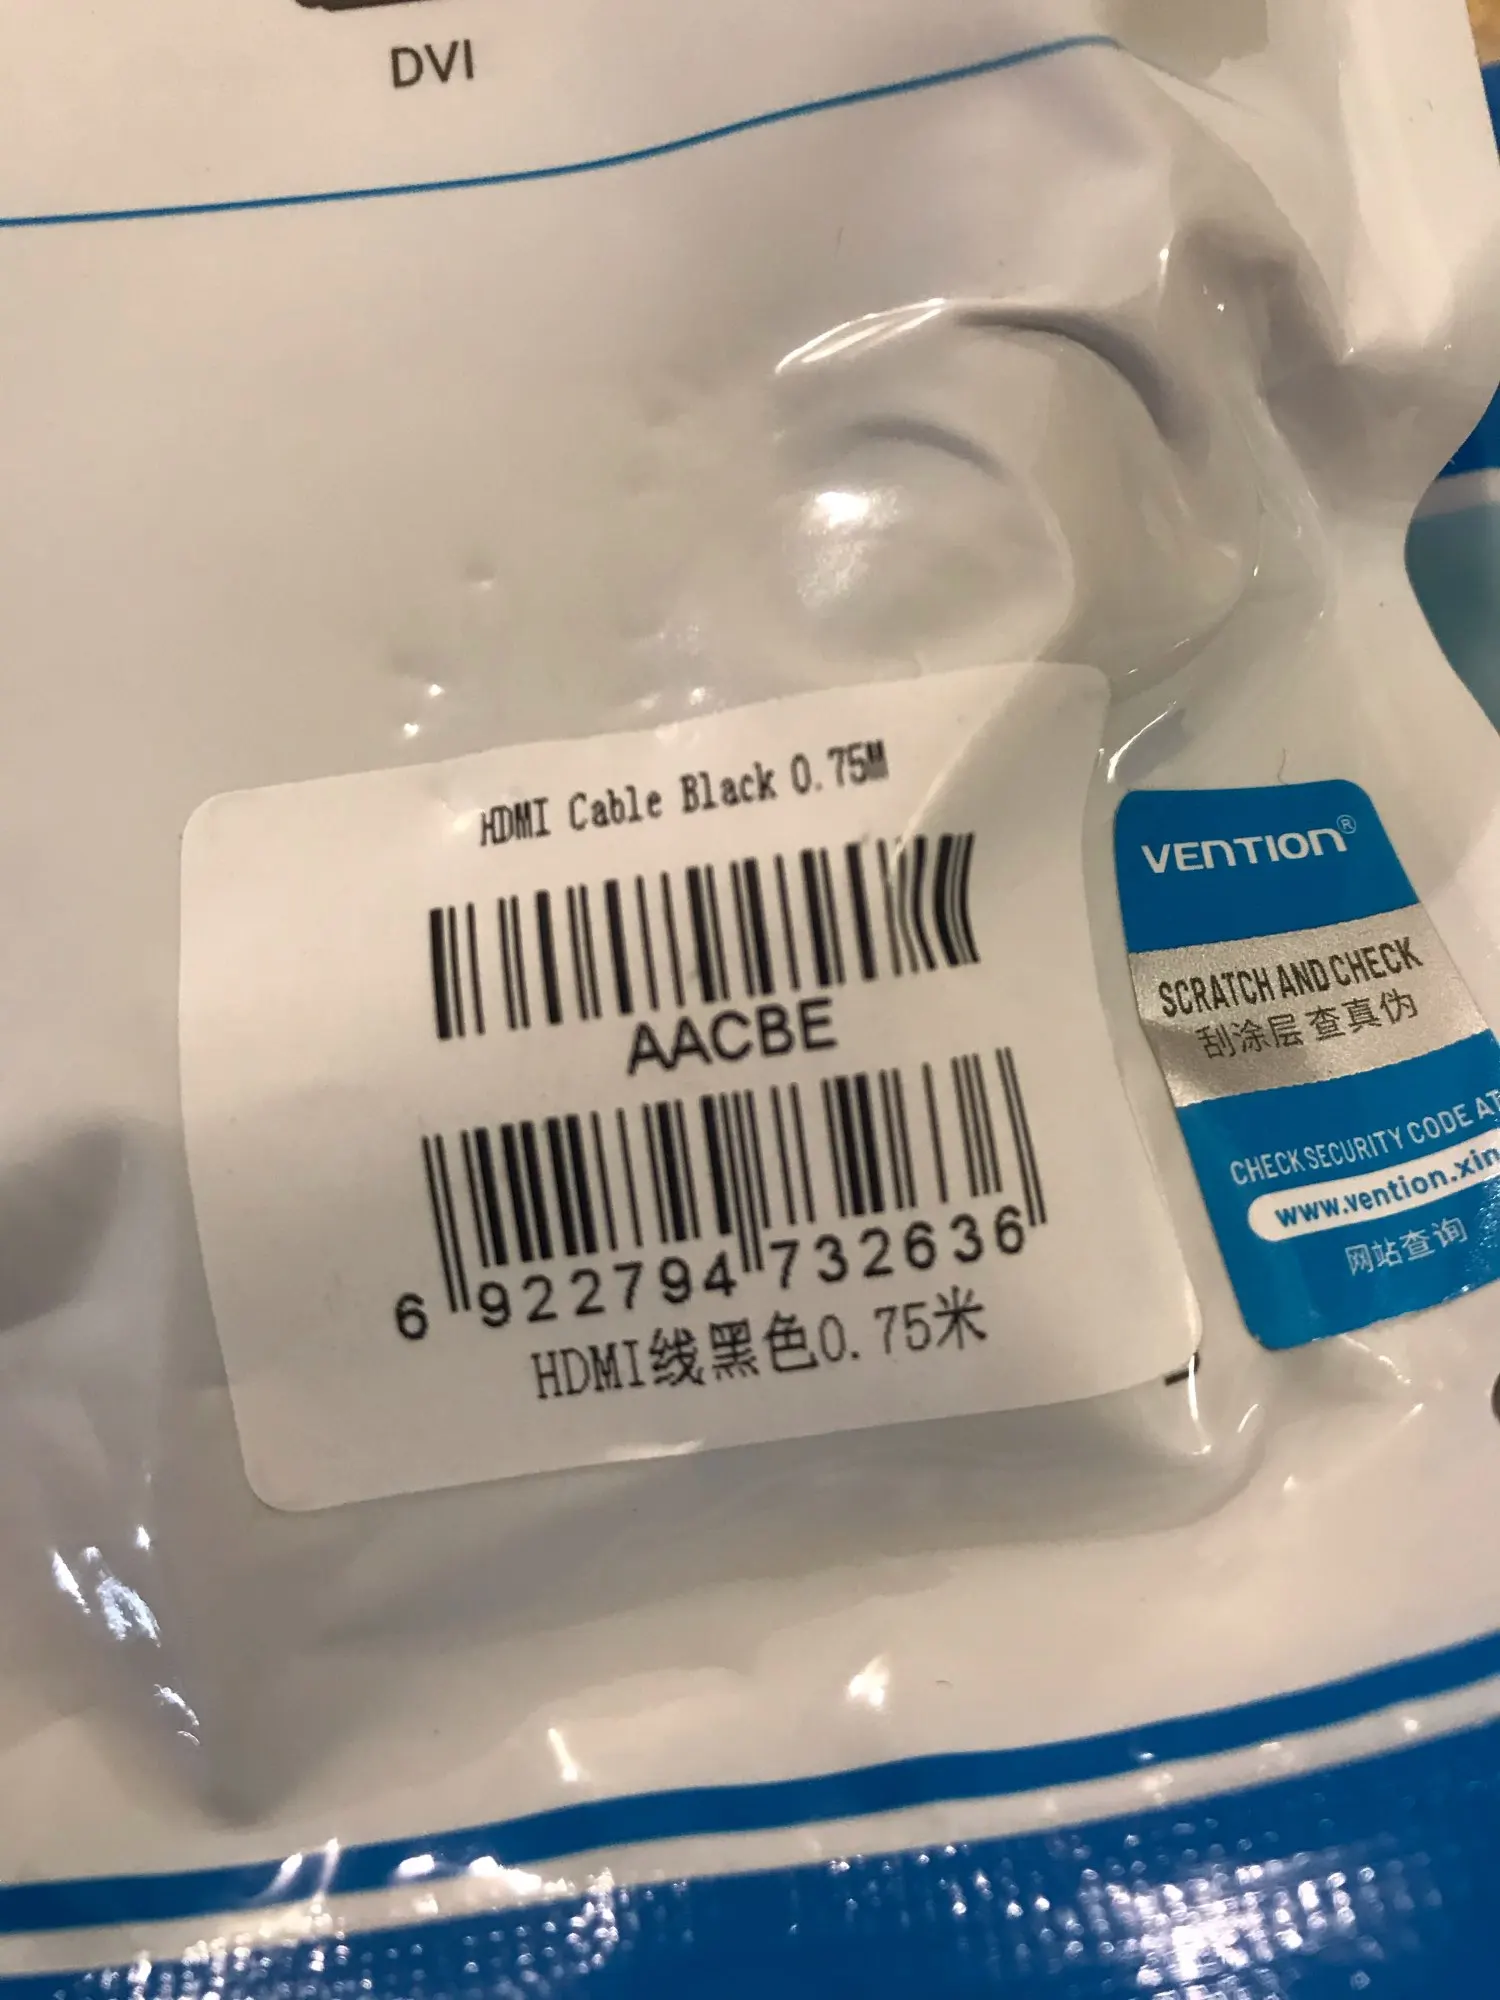 DVI
HDMI Cable Black 0.75M
AACBE
6 922794 732636
HDMI线黑色0.75米
VENTION®
SCRATCH AND CHECK
刮涂层 查真伪
CHECK SECURITY CODE AT
www.vention.xin
网站查询